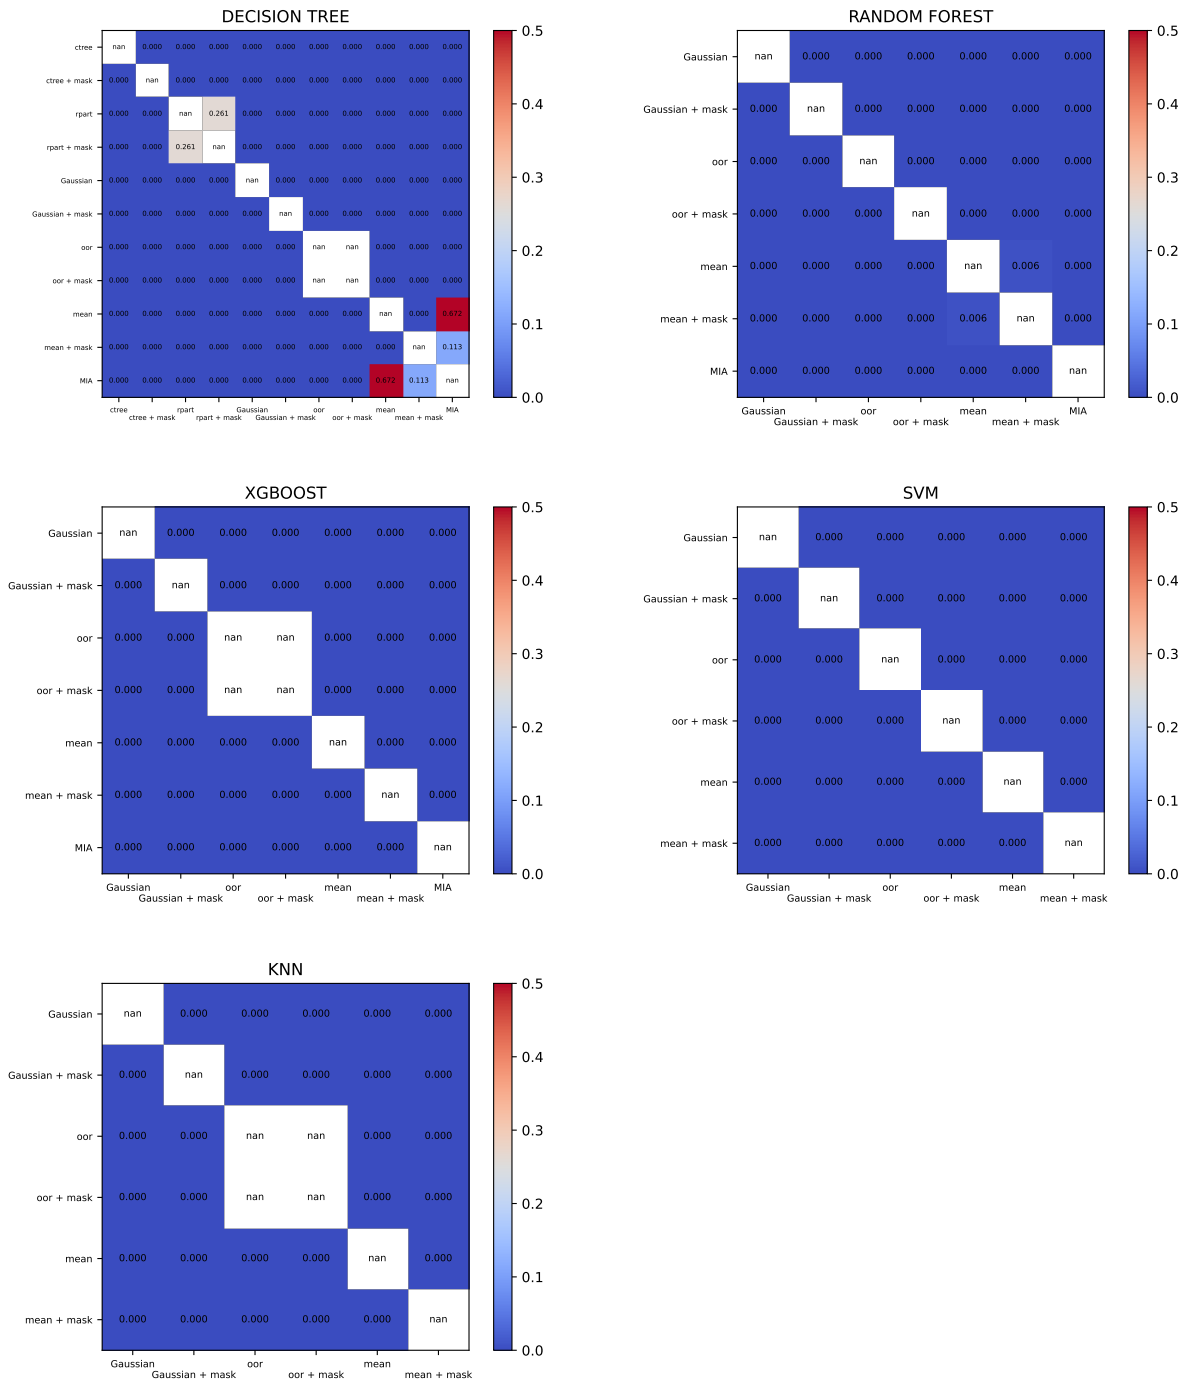 DECISION TREE
ctree nan 0.000 0.000 0.000 0.000 0.000 0.000 0.000 0.000 0.000 0.000
ctree + mask 0.000 nan 0.000 0.000 0.000 0.000 0.000 0.000 0.000 0.000 0.000
rpart 0.000 0.000 nan 0.261 0.000 0.000 0.000 0.000 0.000 0.000 0.000
rpart + mask 0.000 0.000 0.261 nan 0.000 0.000 0.000 0.000 0.000 0.000 0.000
Gaussian 0.000 0.000 0.000 0.000 nan 0.000 0.000 0.000 0.000 0.000 0.000
Gaussian + mask 0.000 0.000 0.000 0.000 0.000 nan 0.000 0.000 0.000 0.000 0.000
oor 0.000 0.000 0.000 0.000 0.000 0.000 nan nan 0.000 0.000 0.000
oor + mask 0.000 0.000 0.000 0.000 0.000 0.000 nan nan 0.000 0.000 0.000
mean 0.000 0.000 0.000 0.000 0.000 0.000 0.000 0.000 nan 0.000 0.672
mean + mask 0.000 0.000 0.000 0.000 0.000 0.000 0.000 0.000 0.000 nan 0.113
MIA 0.000 0.000 0.000 0.000 0.000 0.000 0.000 0.000 0.672 0.113 nan
ctree rpart Gaussian oor mean MIA
ctree + mask rpart + mask Gaussian + mask oor + mask mean + mask
0.5
0.4
0.3
0.2
0.1
0.0
RANDOM FOREST
Gaussian nan 0.000 0.000 0.000 0.000 0.000 0.000
Gaussian + mask 0.000 nan 0.000 0.000 0.000 0.000 0.000
oor 0.000 0.000 nan 0.000 0.000 0.000 0.000
oor + mask 0.000 0.000 0.000 nan 0.000 0.000 0.000
mean 0.000 0.000 0.000 0.000 nan 0.006 0.000
mean + mask 0.000 0.000 0.000 0.000 0.006 nan 0.000
MIA 0.000 0.000 0.000 0.000 0.000 0.000 nan
Gaussian oor mean MIA
Gaussian + mask oor + mask mean + mask
0.5
0.4
0.3
0.2
0.1
0.0
XGBOOST
Gaussian nan 0.000 0.000 0.000 0.000 0.000 0.000
Gaussian + mask 0.000 nan 0.000 0.000 0.000 0.000 0.000
oor 0.000 0.000 nan nan 0.000 0.000 0.000
oor + mask 0.000 0.000 nan nan 0.000 0.000 0.000
mean 0.000 0.000 0.000 0.000 nan 0.000 0.000
mean + mask 0.000 0.000 0.000 0.000 0.000 nan 0.000
MIA 0.000 0.000 0.000 0.000 0.000 0.000 nan
Gaussian oor mean MIA
Gaussian + mask oor + mask mean + mask
0.5
0.4
0.3
0.2
0.1
0.0
SVM
Gaussian nan 0.000 0.000 0.000 0.000 0.000
Gaussian + mask 0.000 nan 0.000 0.000 0.000 0.000
oor 0.000 0.000 nan 0.000 0.000 0.000
oor + mask 0.000 0.000 0.000 nan 0.000 0.000
mean 0.000 0.000 0.000 0.000 nan 0.000
mean + mask 0.000 0.000 0.000 0.000 0.000 nan
Gaussian oor mean
Gaussian + mask oor + mask mean + mask
0.5
0.4
0.3
0.2
0.1
0.0
KNN
Gaussian nan 0.000 0.000 0.000 0.000 0.000
Gaussian + mask 0.000 nan 0.000 0.000 0.000 0.000
oor 0.000 0.000 nan nan 0.000 0.000
oor + mask 0.000 0.000 nan nan 0.000 0.000
mean 0.000 0.000 0.000 0.000 nan 0.000
mean + mask 0.000 0.000 0.000 0.000 0.000 nan
Gaussian oor mean
Gaussian + mask oor + mask mean + mask
0.5
0.4
0.3
0.2
0.1
0.0